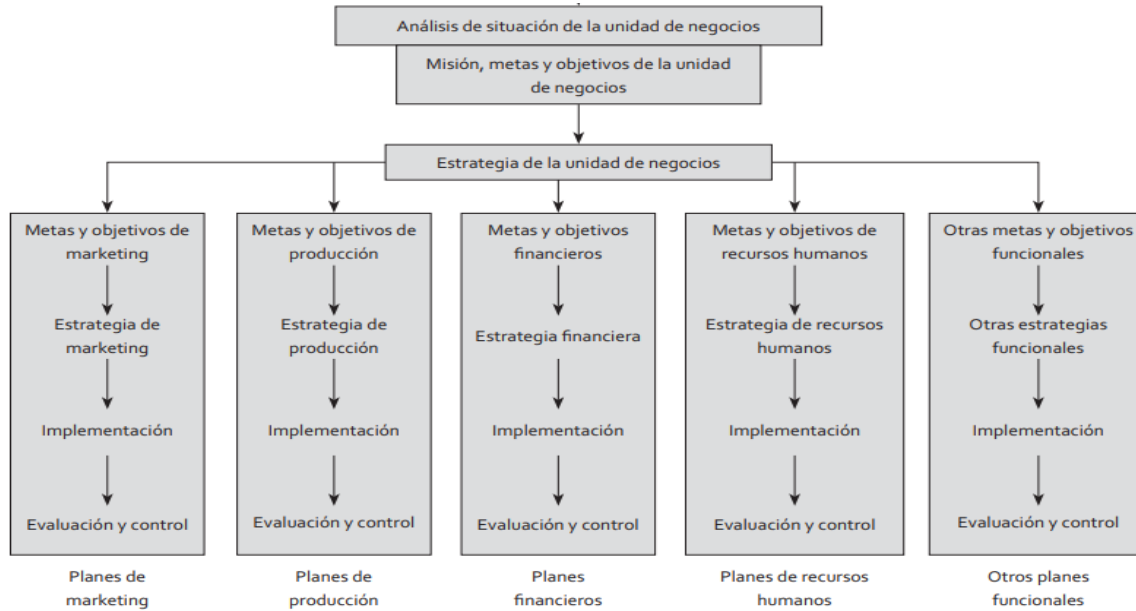 Análisis de situación de la unidad de negocios
Misión, metas y objetivos de la unidad
de negocios
Estrategia de la unidad de negocios
Metas y objetivos de
marketing
Estrategia de
marketing
Implementación
Evaluación y control
Planes de
marketing
Metas y objetivos de
producción
Estrategia de
producción
Implementación
Evaluación y control
Planes de
producción
Metas y objetivos
financieros
Estrategia financiera
Implementación
Evaluación y control
Planes
financieros
Metas y objetivos de
recursos humanos
Estrategia de recursos
humanos
Implementación
Evaluación y control
Planes de recursos
humanos
Otras metas y objetivos
funcionales
Otras estrategias
funcionales
Implementación
Evaluación y control
Otros planes
funcionales